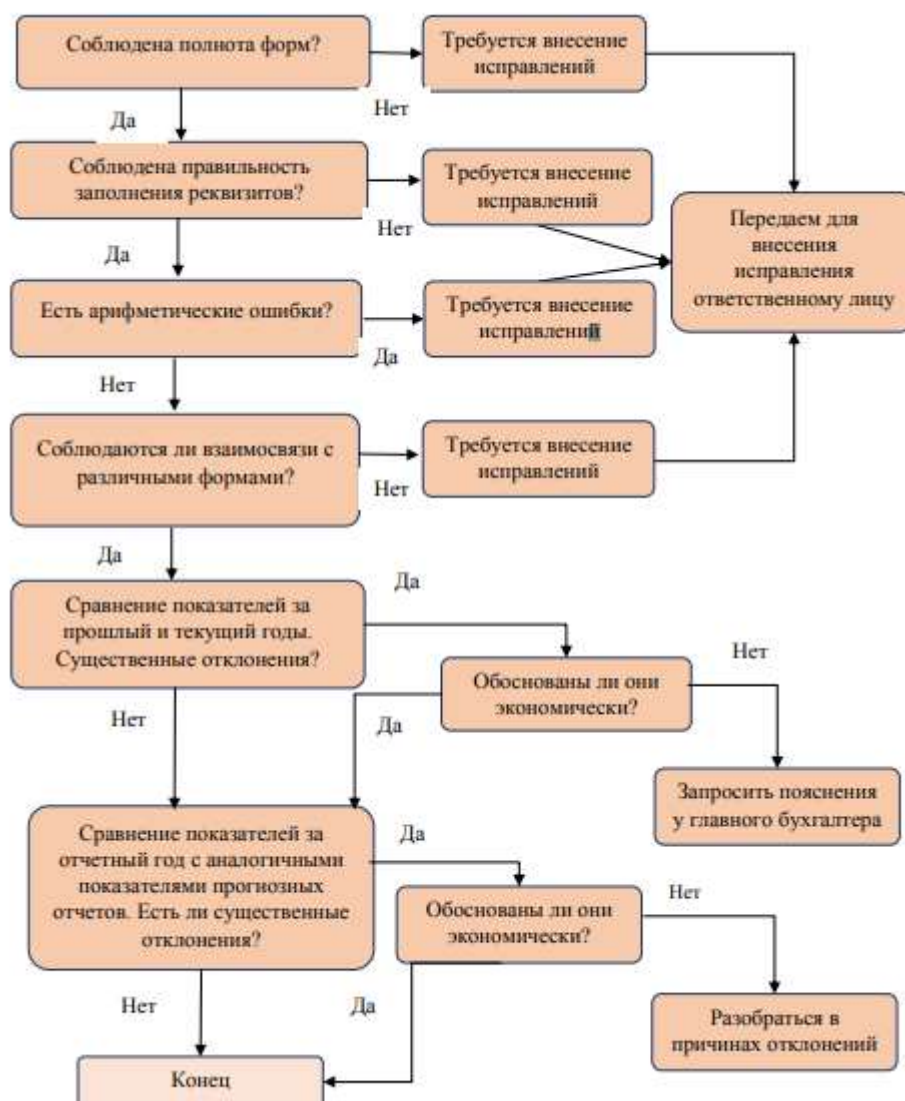 Соблюдена полнота форм?
Требуется внесение
исправлений
Нет
Да
Соблюдена правильность
заполнения реквизитов?
Требуется внесение
исправлений
Нет
Передаем для
внесения
исправления
ответственному лицу
Да
Есть арифметические ошибки?
Требуется внесение
исправлений
Да
Нет
Соблюдаются ли взаимосвязи с
различными формами?
Требуется внесение
исправлений
Нет
Да
Да
Сравнение показателей за
прошлый и текущий годы.
Существенные отклонения?
Нет
Обоснованы ли они
экономически?
Нет
Да
Запросить пояснения
у главного бухгалтера
Сравнение показателей за
отчетный год с аналогичными
показателями прогнозных
отчетов. Есть ли существенные
отклонения?
Да
Обоснованы ли они
экономически?
Нет
Нет
Да
Разобраться в
причинах отклонений
Конец